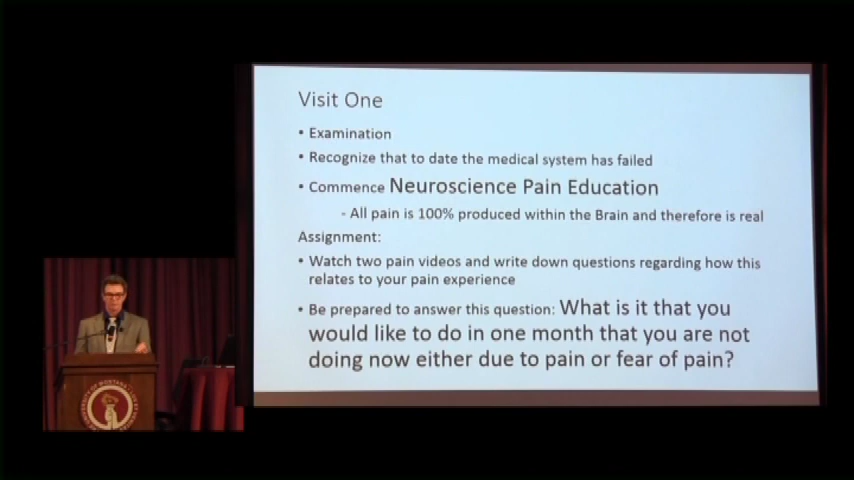 Visit One
• Examination
• Recognize that to date the medical system has failed
• Commence Neuroscience Pain Education
- All pain is 100% produced within the Brain and therefore is real
Assignment:
• Watch two pain videos and write down questions regarding how this
relates to your pain experience
• Be prepared to answer this question: What is it that you
would like to do in one month that you are not
doing now either due to pain or fear of pain?
UNIVERSITY OF MONTANA